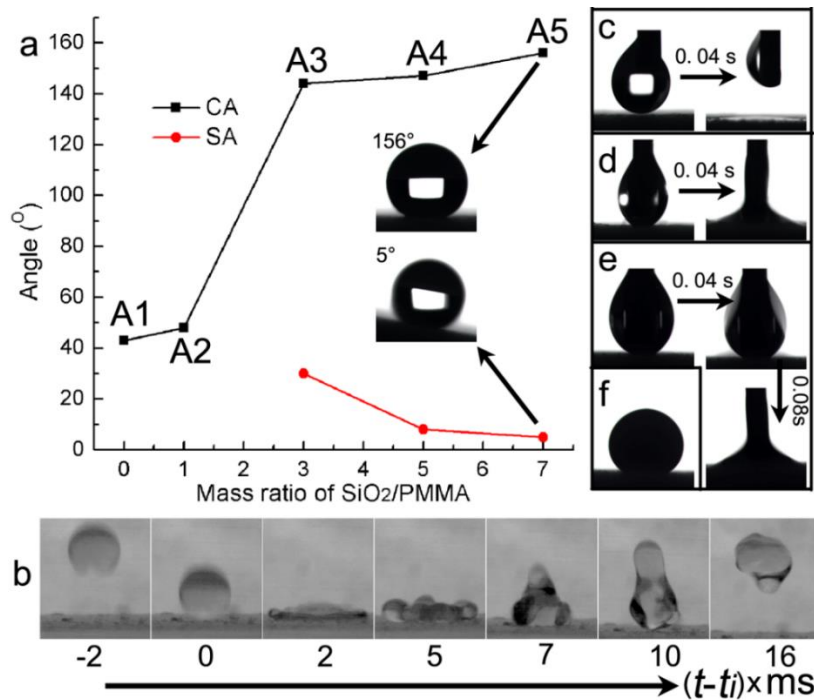 a
160
140
120
100
80
60
40
20
0
Angle (°)
0 1 3 2 3 4 5 6 7
Mass ratio of SiO2/PMMA
CA
SA
A1
A2
A3
A4
A5
156°
5°
c
0. 04 s
d
0. 04 s
e
0. 04 s
0.08s
f
b
-2 0 2 5 7 10 16
(t-ti)×ms